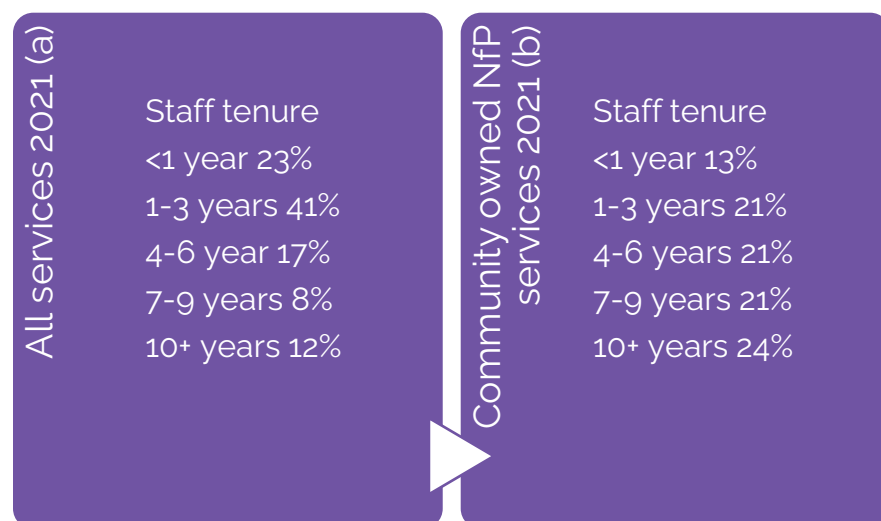 All services 2021 (a)
Staff tenure
<1 year 23%
1-3 years 41%
4-6 year 17%
7-9 years 8%
10+ years 12%
Community owned NfP
services 2021 (b)
Staff tenure
<1 year 13%
1-3 years 21%
4-6 years 21%
7-9 years 21%
10+ years 24%